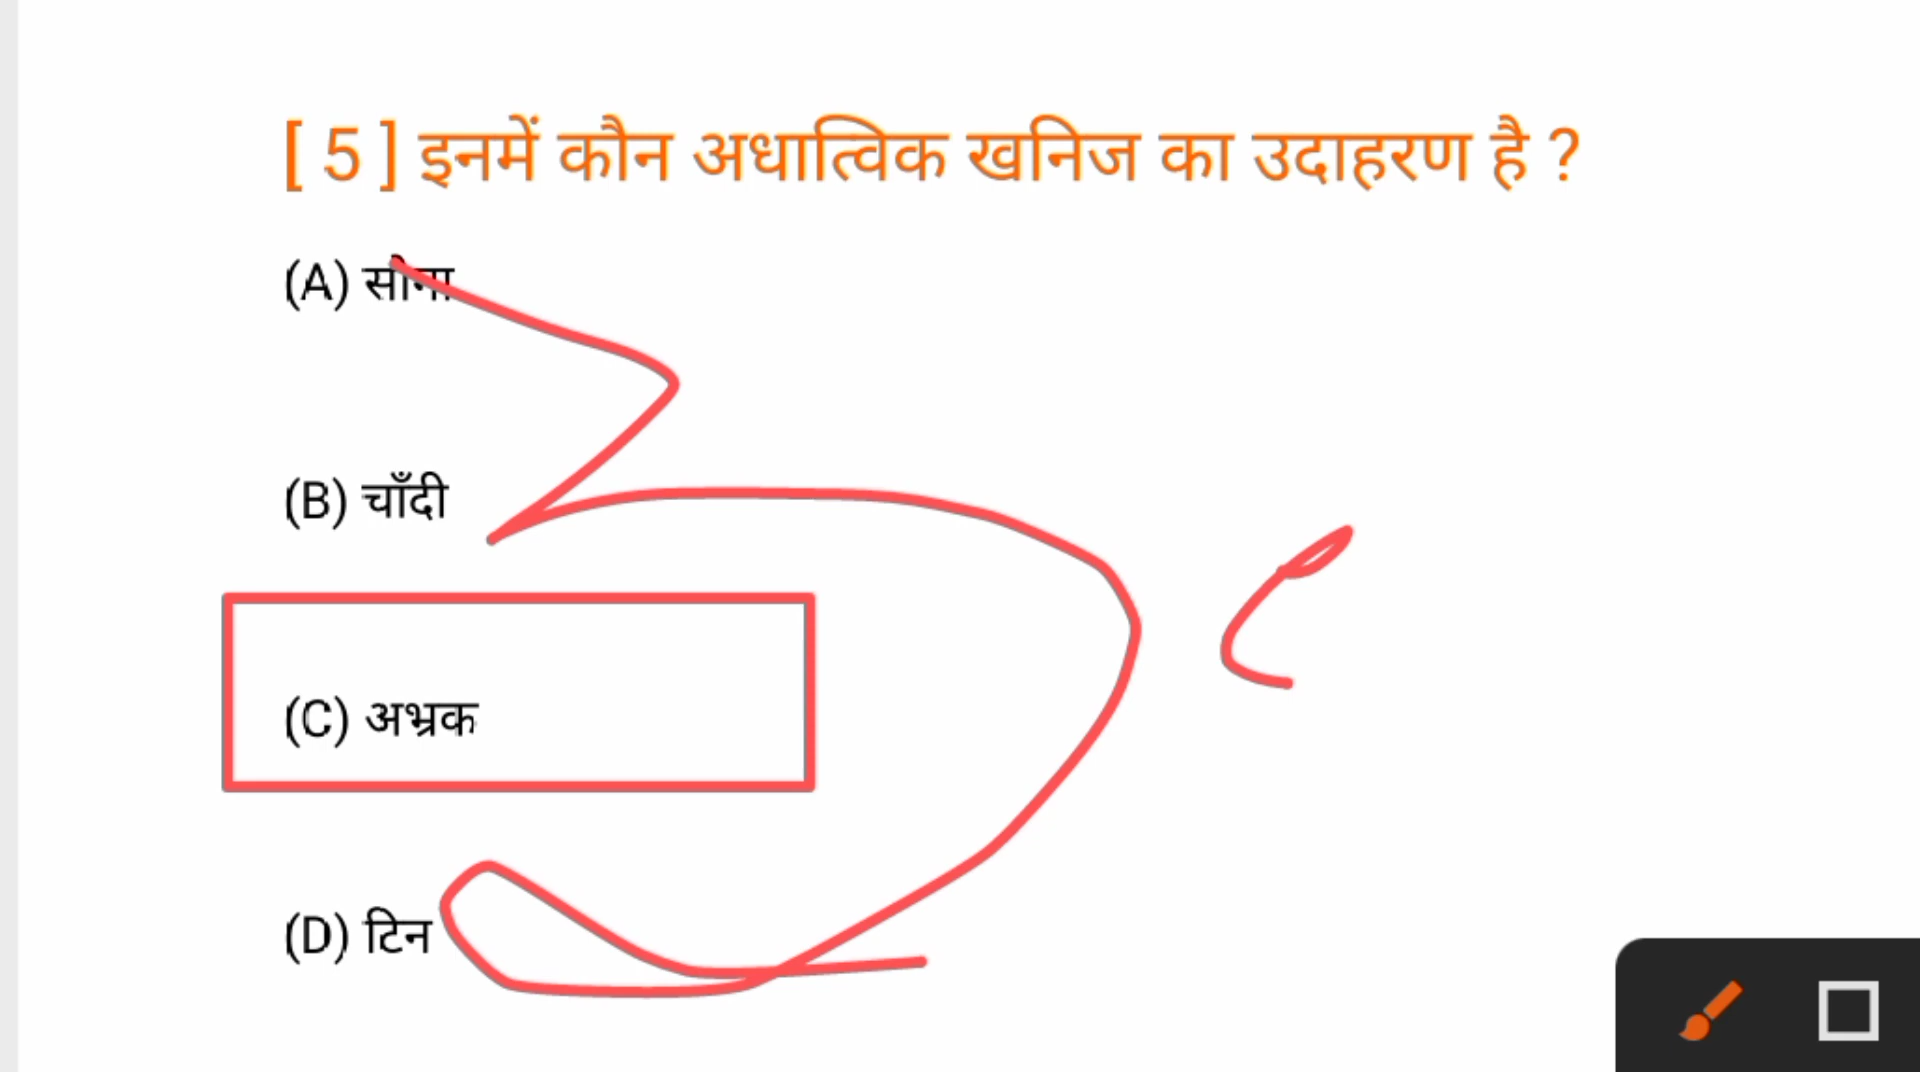 [ 5 ] इनमें कौन अधात्विक खनिज का उदाहरण है ?
(A) सोना
(B) चाँदी
(C) अभ्रक
(D) टिन